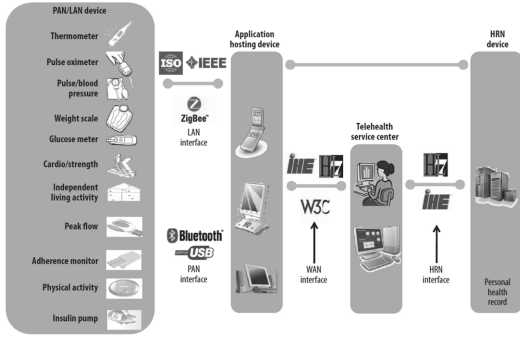 PAN/LAN device
Thermometer
Pulse oximeter
Pulse/blood
pressure
Weight scale
Glucose meter
Cardio/strength
Independent
living activity
Peak flow
Adherence monitor
Physical activity
Insulin pump
ISO IEEE
ZigBee
LAN
interface
Bluetooth
USB
PAN
interface
Application
hosting device
IHE HL7
W3C
WAN
interface
Telehealth
service center
HL7
IHE
HRN
interface
HRN
device
Personal
health
record